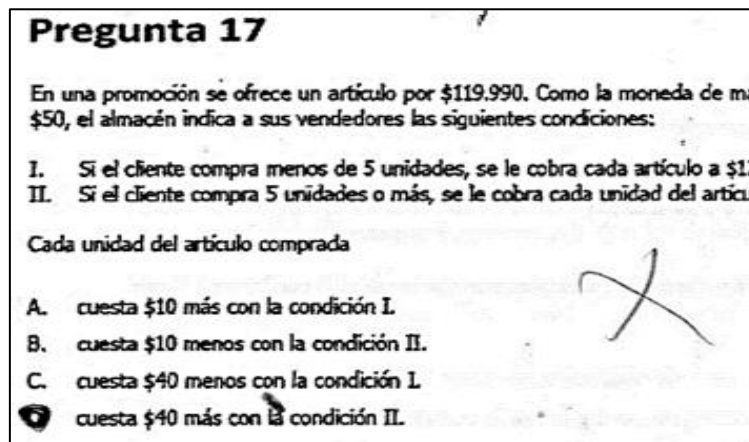 Pregunta 17
En una promoción se ofrece un artículo por $119.990. Como la moneda de
$50, el almacén indica a sus vendedores las siguientes condiciones:
I. Si el cliente compra menos de 5 unidades, se le cobra cada artículo a
II. Si el cliente compra 5 unidades o más, se le cobra cada unidad del
Cada unidad del artículo comprada
A. cuesta $10 más con la condición I.
B. cuesta $10 menos con la condición II.
C. cuesta $40 menos con la condición I.
cuesta $40 más con la condición II.